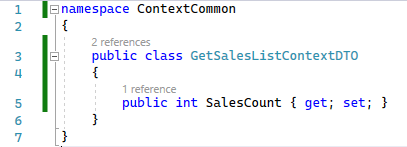 1 namespace ContextCommon
2 {
2 references
3 public class GetSalesListContextDTO
4 {
1 reference
5 public int SalesCount { get; set; }
6 }
7 }